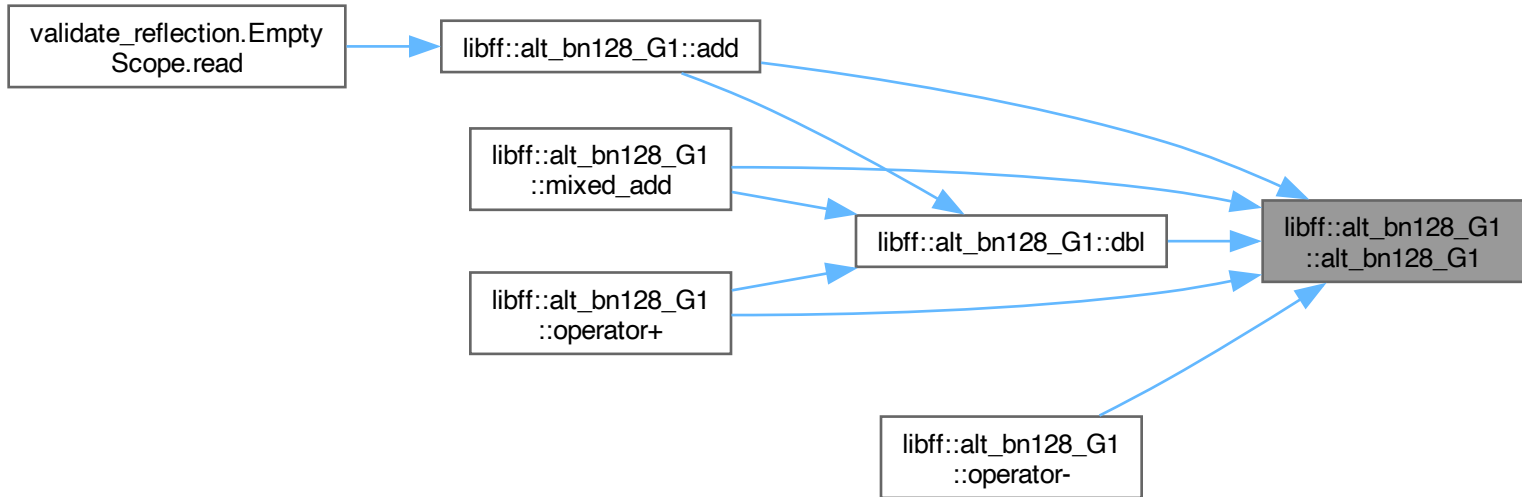 validate_reflection.Empty
Scope.read
libff::alt_bn128_G1::add
libff::alt_bn128_G1
::mixed_add
libff::alt_bn128_G1::dbl
libff::alt_bn128_G1
::alt_bn128_G1
libff::alt_bn128_G1
::operator+
libff::alt_bn128_G1
::operator-